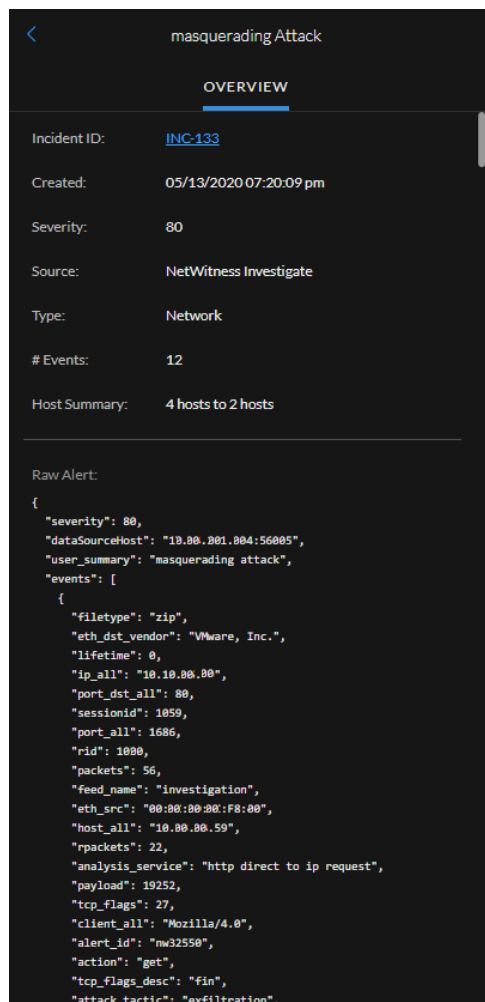 masquerading Attack
OVERVIEW
Incident ID: INC-133
Created: 05/13/2020 07:20:09 pm
Severity: 80
Source: NetWitness Investigate
Type: Network
# Events: 12
Host Summary: 4 hosts to 2 hosts
Raw Alert:
{
"severity": 80,
"dataSourceHost": "10.00.001.004:56005",
"user_summary": "masquerading attack",
"events": [
{
"filetype": "zip",
"eth_dst_vendor": "VMware, Inc.",
"lifetime": 0,
"ip_all": "10.10.00.00",
"port_dst_all": 80,
"sessionid": 1059,
"port_all": 1686,
"rid": 1000,
"packets": 56,
"feed_name": "investigation",
"eth_src": "00:00:00:00:F8:00",
"host_all": "10.00.00.59",
"rpackets": 22,
"analysis_service": "http direct to ip request",
"payload": 19252,
"tcp_flags": 27,
"client_all": "Mozilla/4.0",
"alert_id": "nw32550",
"action": "get",
"tcp_flags_desc": "fin",
"attack_tactic": "exfiltration"